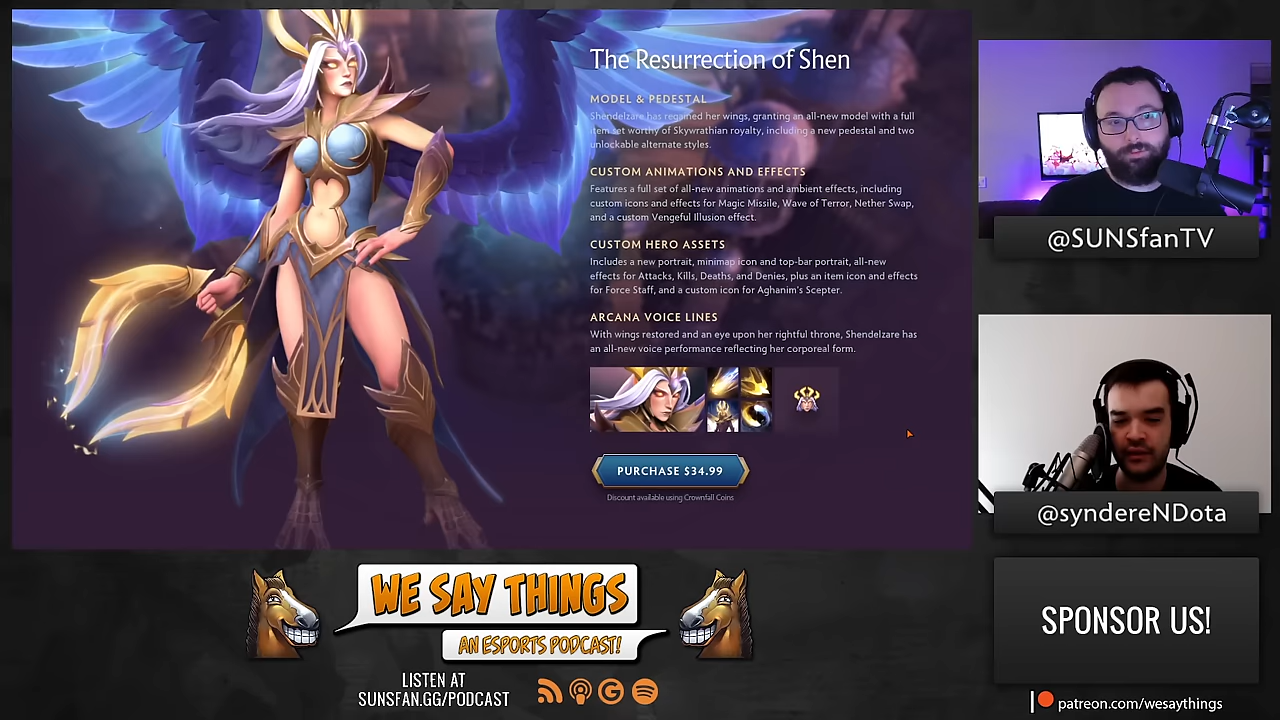 The Resurrection of Shen
MODEL & PEDESTAL
Shendelzare has regained her wings, granting an all-new model with a full
item set worthy of Skywrathian royalty, including a new pedestal and two
unlockable alternate styles.
CUSTOM ANIMATIONS AND EFFECTS
Features a full set of all-new animations and ambient effects, including
custom icons and effects for Magic Missile, Wave of Terror, Nether Swap,
and a custom Vengeful Illusion effect.
CUSTOM HERO ASSETS
Includes a new portrait, minimap icon and top-bar portrait, all-new
effects for Attacks, Kills, Deaths, and Denies, plus an item icon and effects
for Force Staff, and a custom icon for Aghanim's Scepter.
ARCANA VOICE LINES
With wings restored and an eye upon her rightful throne, Shendelzare has
an all-new voice performance reflecting her corporeal form.
PURCHASE $34.99
Discount available using Crownfall Coins
@SUNSfanTV
@syndereNDota
SPONSOR US!
patreon.com/wesaythings
WE SAY THINGS
AN ESPORTS PODCAST!
LISTEN AT
SUNSFAN.GG/PODCAST